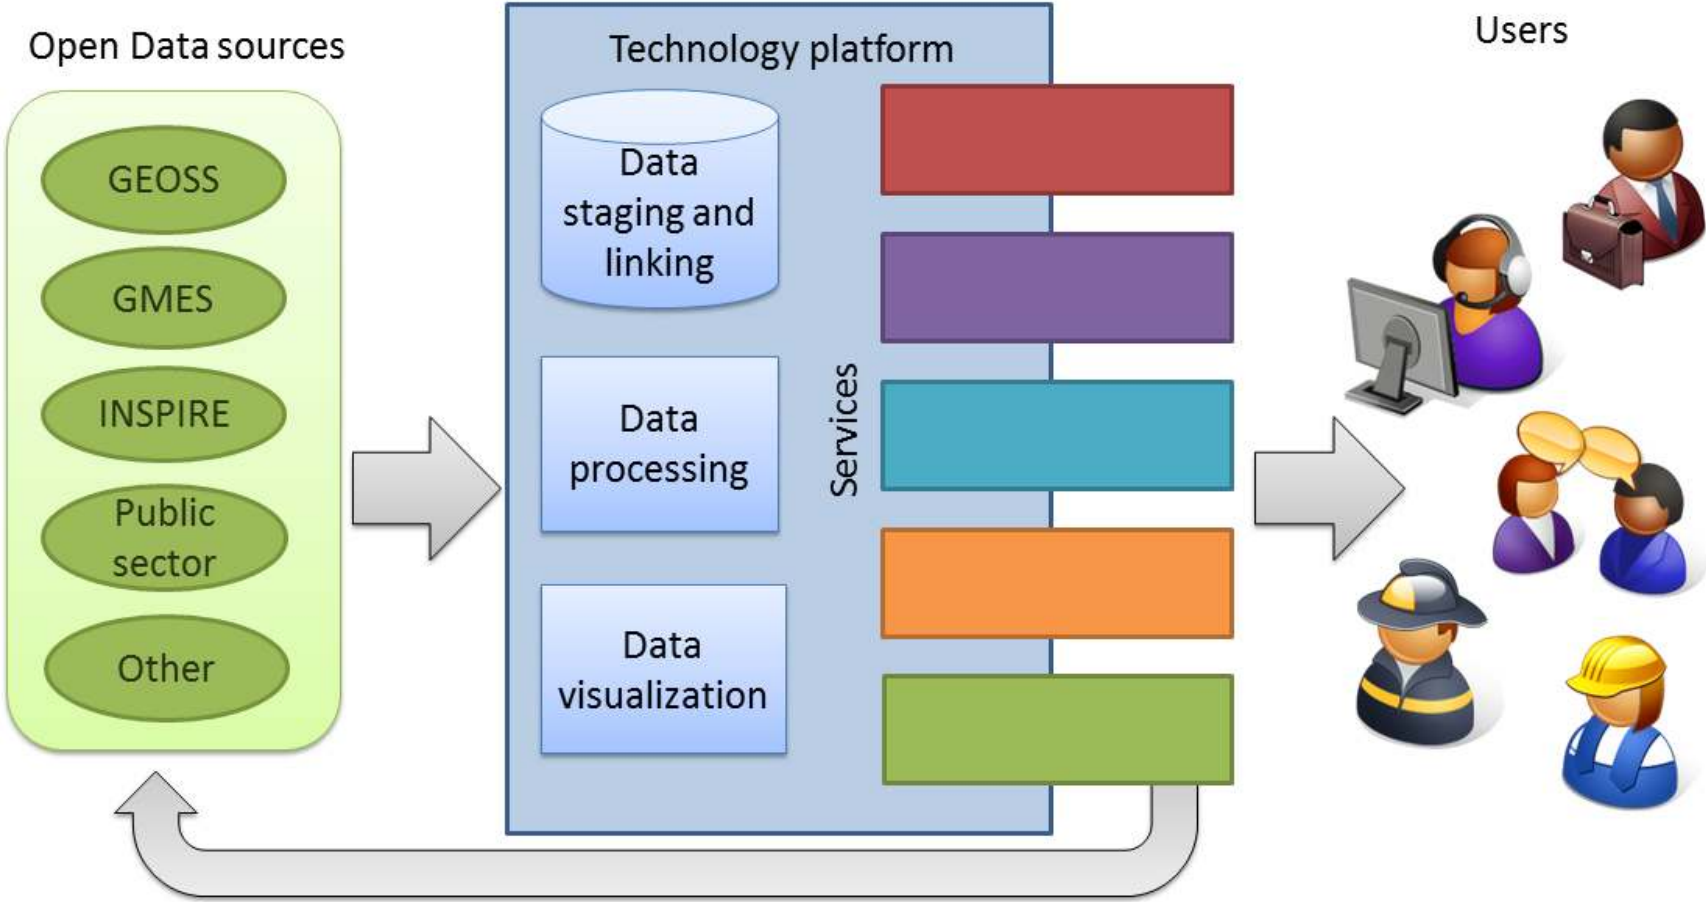 Open Data sources
GEOSS
GMES
INSPIRE
Public
sector
Other
Technology platform
Data
staging and
linking
Data
processing
Data
visualization
Services
Users